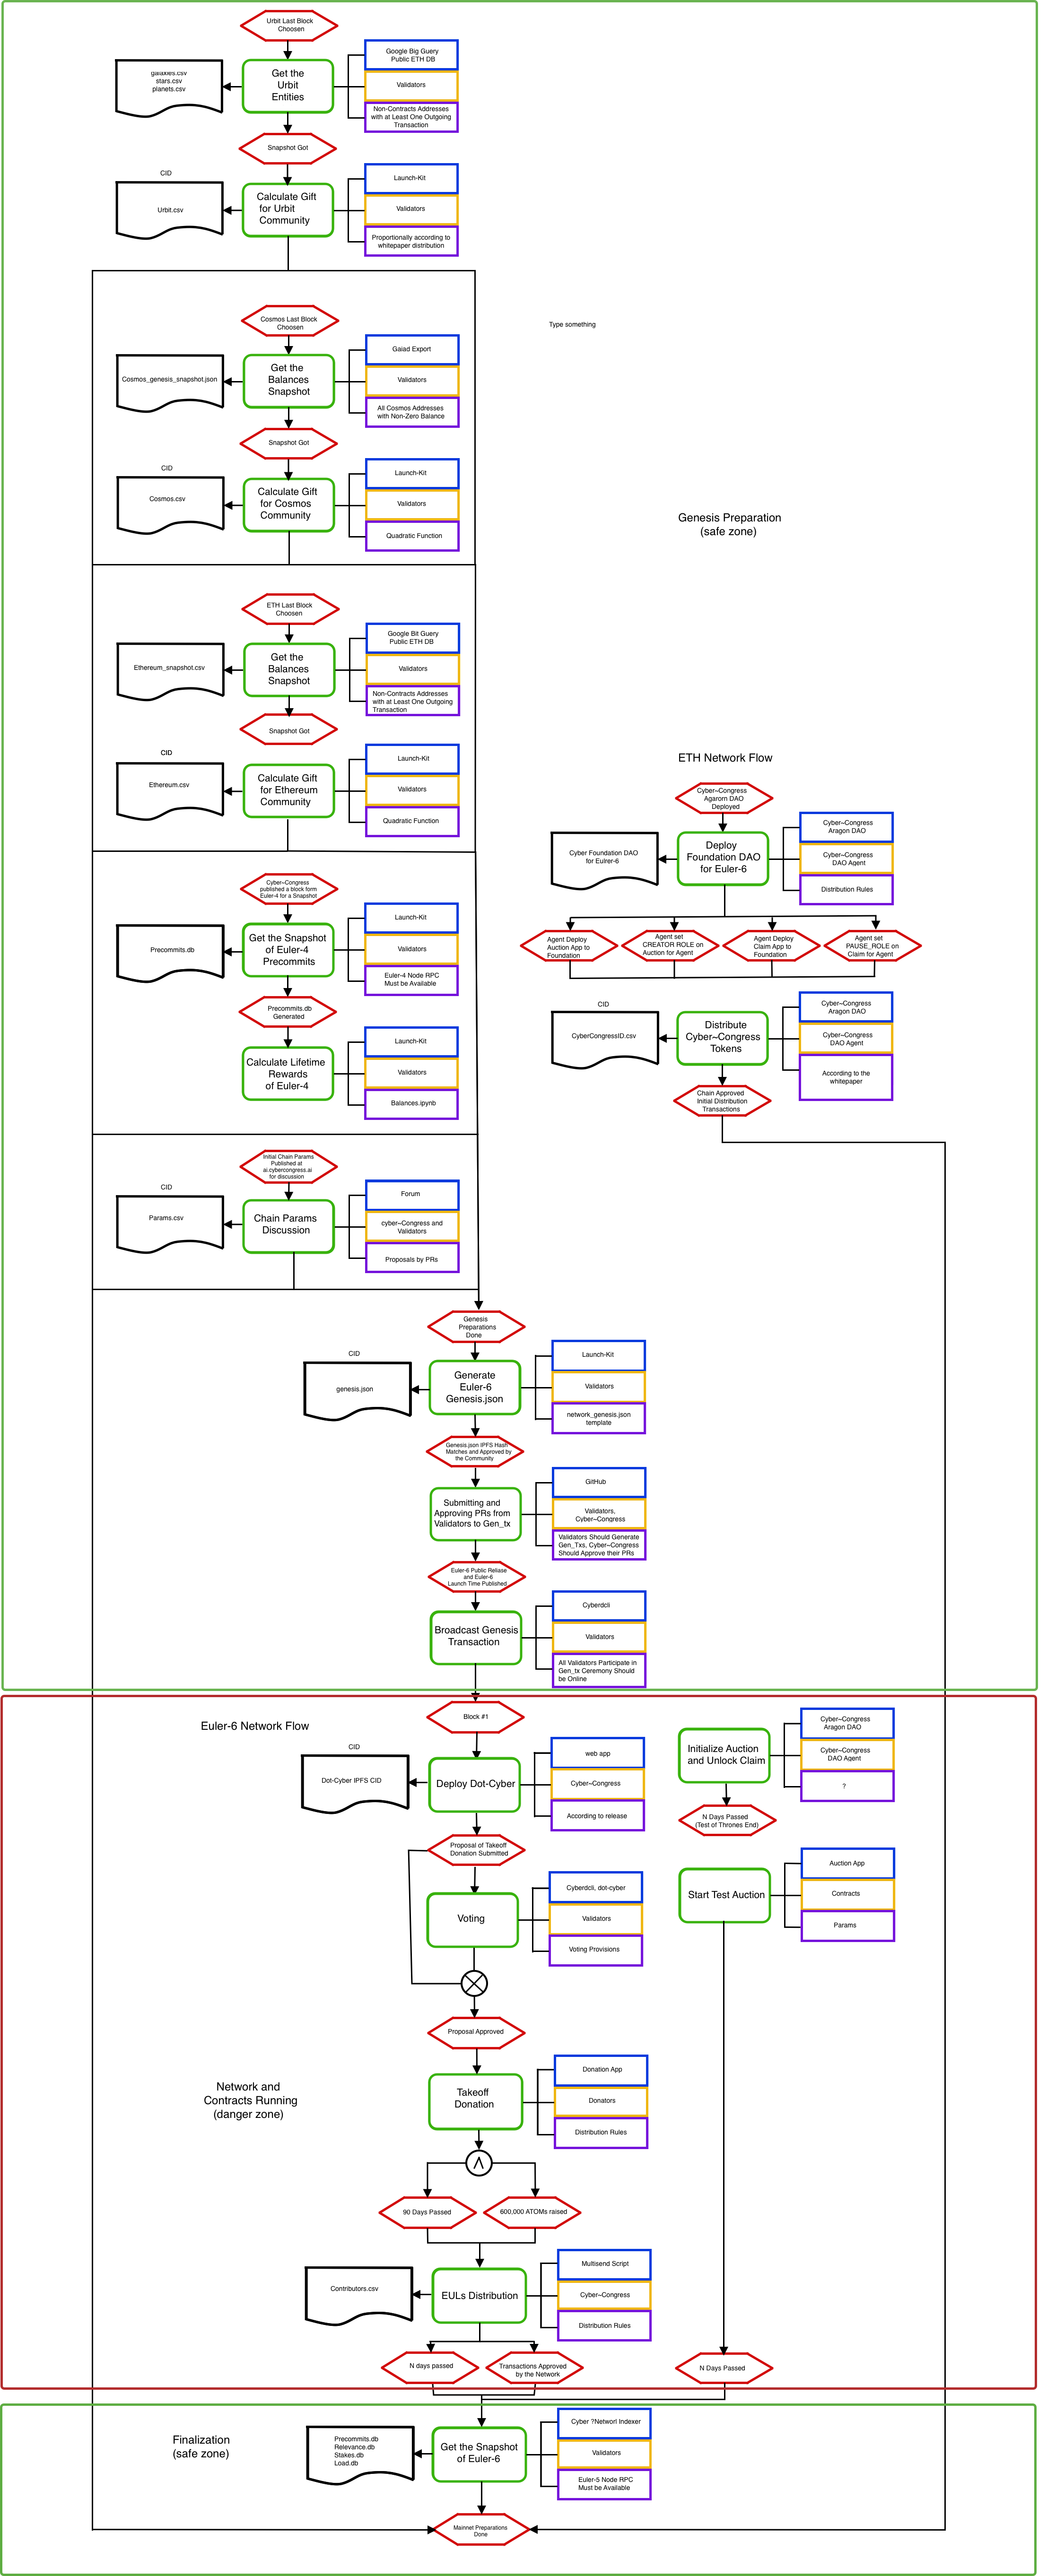 Urbit Last Block
Choosen
galaxies.csv
stars.csv
planets.csv
Get the
Urbit
Entities
Google Big Guery
Public ETH DB
Validators
Non-Contracts Addresses
with at Least One Outgoing
Transaction
Snapshot Got
CID
Urbit.csv
Calculate Gift
for Urbit
Community
Launch-Kit
Validators
Proportionally according to
whitepaper distribution
Cosmos Last Block
Choosen
Type something
Cosmos_genesis_snapshot.json
Get the
Balances
Snapshot
Gaiad Export
Validators
All Cosmos Addresses
with Non-Zero Balance
Snapshot Got
CID
Cosmos.csv
Calculate Gift
for Cosmos
Community
Launch-Kit
Validators
Quadratic Function
Genesis Preparation
(safe zone)
ETH Last Block
Choosen
Ethereum_snapshot.csv
Get the
Balances
Snapshot
Google Bit Guery
Public ETH DB
Validators
Non-Contracts Addresses
with at Least One Outgoing
Transaction
Snapshot Got
CID
Ethereum.csv
Calculate Gift
for Ethereum
Community
Launch-Kit
Validators
Quadratic Function
ETH Network Flow
Cyber~Congress
Agarorn DAO
Deployed
Cyber Foundation DAO
for Eulrer-6
Deploy
Foundation DAO
for Euler-6
Cyber~Congress
Aragon DAO
Cyber~Congress
DAO Agent
Distribution Rules
Cyber~Congress
published a block form
Euler-4 for a Snapshot
Precommits.db
Get the Snapshot
of Euler-4
Precommits
Launch-Kit
Validators
Euler-4 Node RPC
Must be Available
Agent Deploy
Auction App to
Foundation
Agent set
CREATOR ROLE on
Auction for Agent
Agent Deploy
Claim App to
Foundation
Agent set
PAUSE_ROLE on
Claim for Agent
Precommits.db
Generated
CID
CyberCongressID.csv
Distribute
Cyber~Congress
Tokens
Cyber~Congress
Aragon DAO
Cyber~Congress
DAO Agent
According to the
whitepaper
Calculate Lifetime
Rewards
of Euler-4
Launch-Kit
Validators
Balances.ipynb
Chain Approved
Initial Distribution
Transactions
Initial Chain Params
Published at
ai.cybercongress.ai
for discussion
CID
Params.csv
Chain Params
Discussion
Forum
cyber~Congress and
Validators
Proposals by PRs
Genesis
Preparations
Done
CID
genesis.json
Generate
Euler-6
Genesis.json
Launch-Kit
Validators
network_genesis.json
template
Genesis.json IPFS Hash
Matches and Approved by
the Community
Submitting and
Approving PRs from
Validators to Gen_tx
GitHub
Validators,
Cyber~Congress
Validators Should Generate
Gen_Txs, Cyber~Congress
Should Approve their PRs
Euler-6 Public Reliase
and Euler-6
Launch Time Published
Broadcast Genesis
Transaction
Cyberdcli
Validators
All Validators Participate in
Gen_tx Ceremony Should
be Online
Euler-6 Network Flow
Block #1
CID
Dot-Cyber IPFS CID
Deploy Dot-Cyber
web app
Cyber~Congress
According to release
Initialize Auction
and Unlock Claim
Cyber~Congress
Aragon DAO
Cyber~Congress
DAO Agent
?
N Days Passed
(Test of Thrones End)
Proposal of Takeoff
Donation Submitted
Voting
Cyberdcli, dot-cyber
Validators
Voting Provisions
Start Test Auction
Auction App
Contracts
Params
Proposal Approved
Network and
Contracts Running
(danger zone)
Takeoff
Donation
Donation App
Donators
Distribution Rules
90 Days Passed
600,000 ATOMs raised
Contributors.csv
EULs Distribution
Multisend Script
Cyber~Congress
Distribution Rules
N days passed
Transactions Approved
by the Network
N Days Passed
Finalization
(safe zone)
Precommits.db
Relevance.db
Stakes.db
Load.db
Get the Snapshot
of Euler-6
Cyber ?Networl Indexer
Validators
Euler-5 Node RPC
Must be Available
Mainnet Preparations
Done